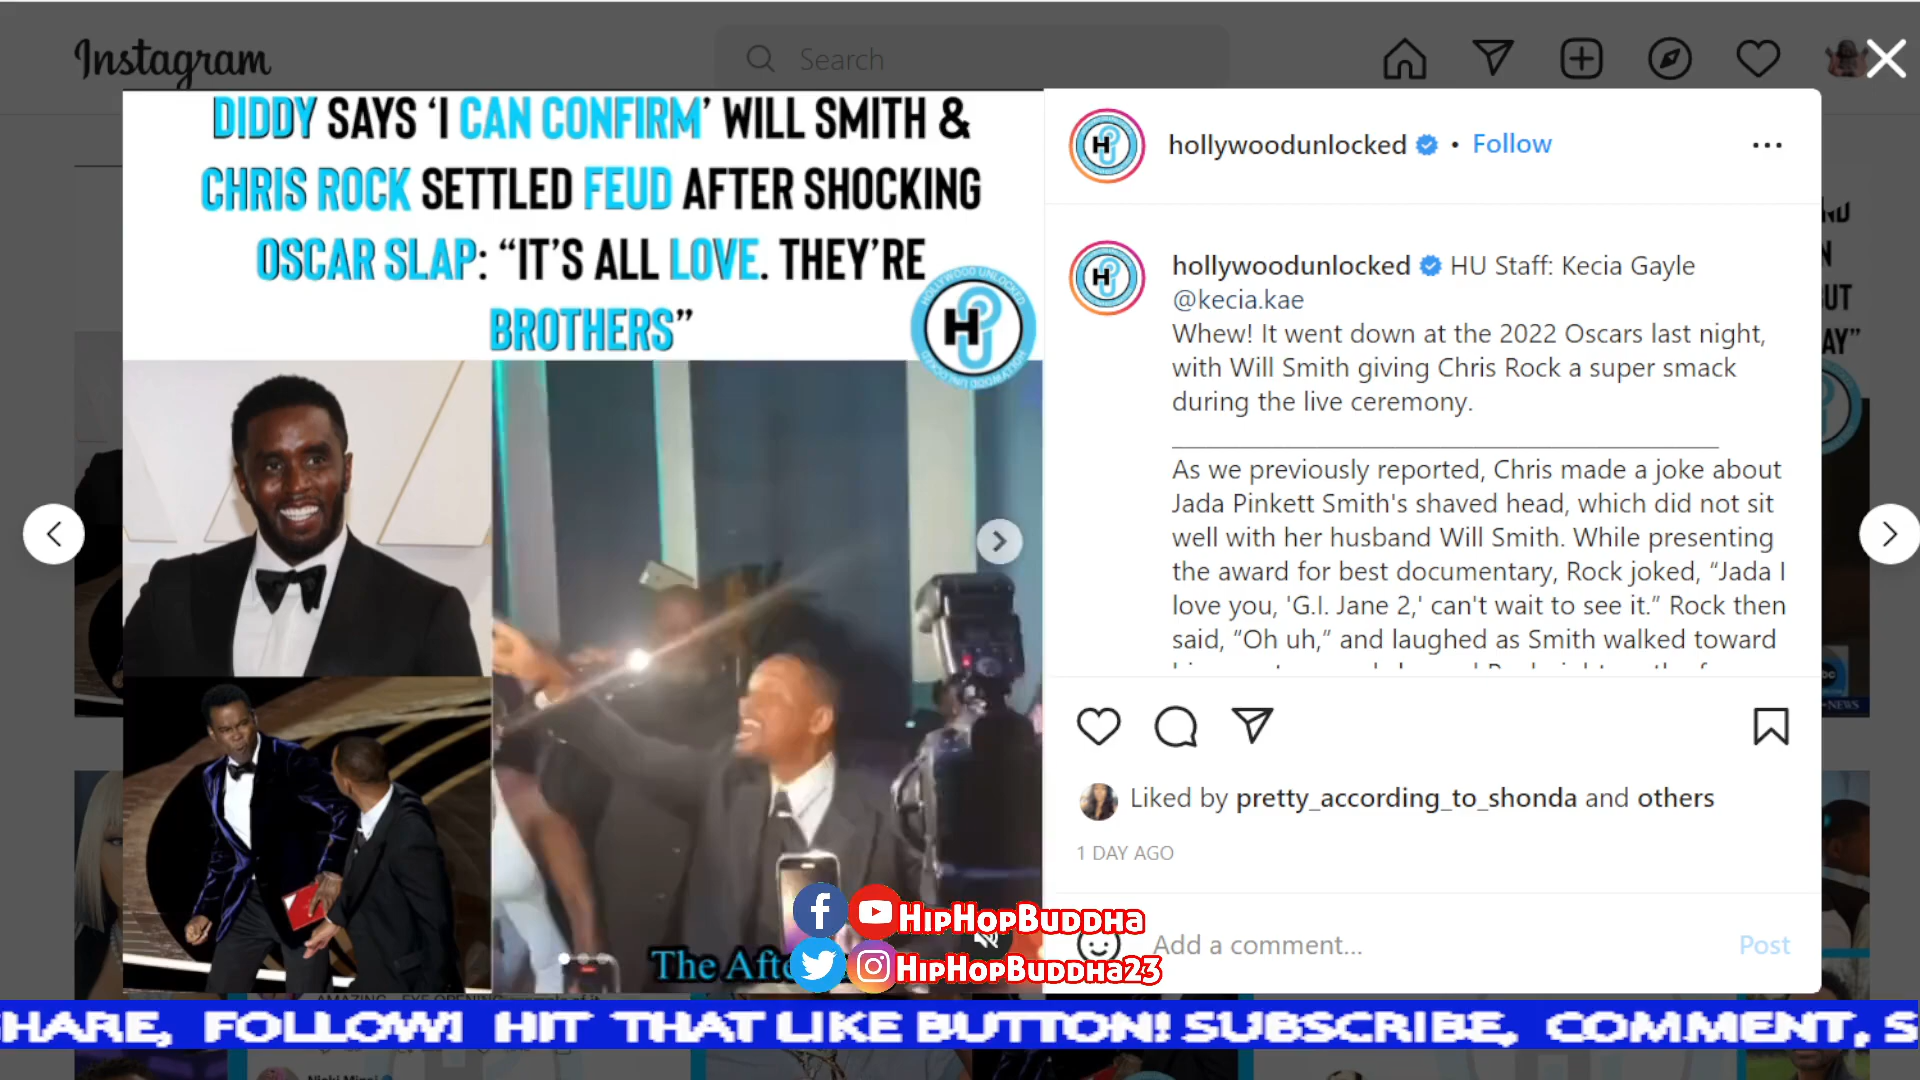 Instagram
Search
DIDDY SAYS ‘I CAN CONFIRM’ WILL SMITH &
CHRIS ROCK SETTLED FEUD AFTER SHOCKING
OSCAR SLAP: “IT’S ALL LOVE. THEY’RE
BROTHERS”
HOLLYWOOD UNLOCKED
HU
hollywoodunlocked • Follow
hollywoodunlocked HU Staff: Kecia Gayle
@kecia.kae
Whew! It went down at the 2022 Oscars last night,
with Will Smith giving Chris Rock a super smack
during the live ceremony.
As we previously reported, Chris made a joke about
Jada Pinkett Smith's shaved head, which did not sit
well with her husband Will Smith. While presenting
the award for best documentary, Rock joked, “Jada I
love you, 'G.I. Jane 2,' can't wait to see it.” Rock then
said, “Oh uh,” and laughed as Smith walked toward
Liked by pretty_according_to_shonda and others
1 DAY AGO
Add a comment...
Post
The
HipHopBuddha
HipHopBuddha23
SHARE, FOLLOW! HIT THAT LIKE BUTTON! SUBSCRIBE, COMMENT, S